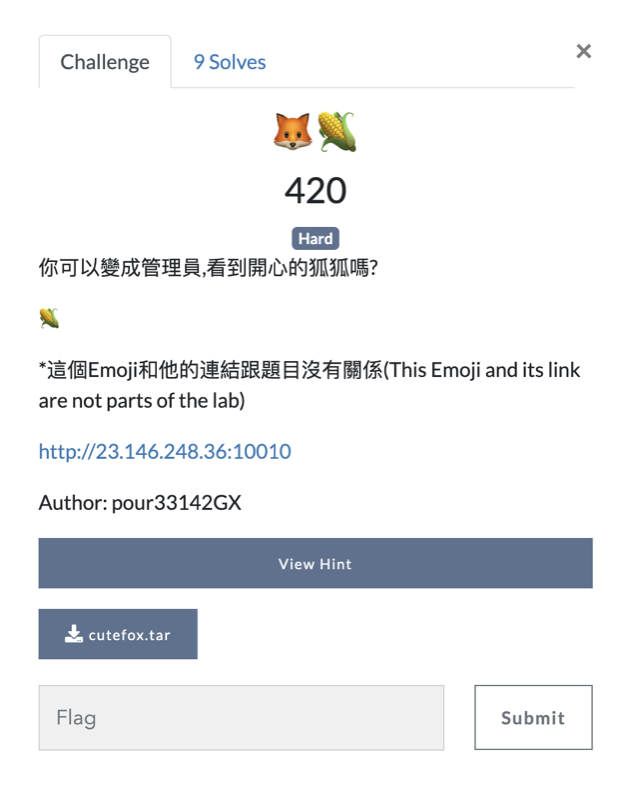 Challenge
9 Solves
×
🦊🌽
420
Hard
你可以變成管理員,看到開心的狐狐嗎?
🌽
*這個Emoji和他的連結跟題目沒有關係(This Emoji and its link
are not parts of the lab)
http://23.146.248.36:10010
Author: pour33142GX
View Hint
cutefox.tar
Flag
Submit